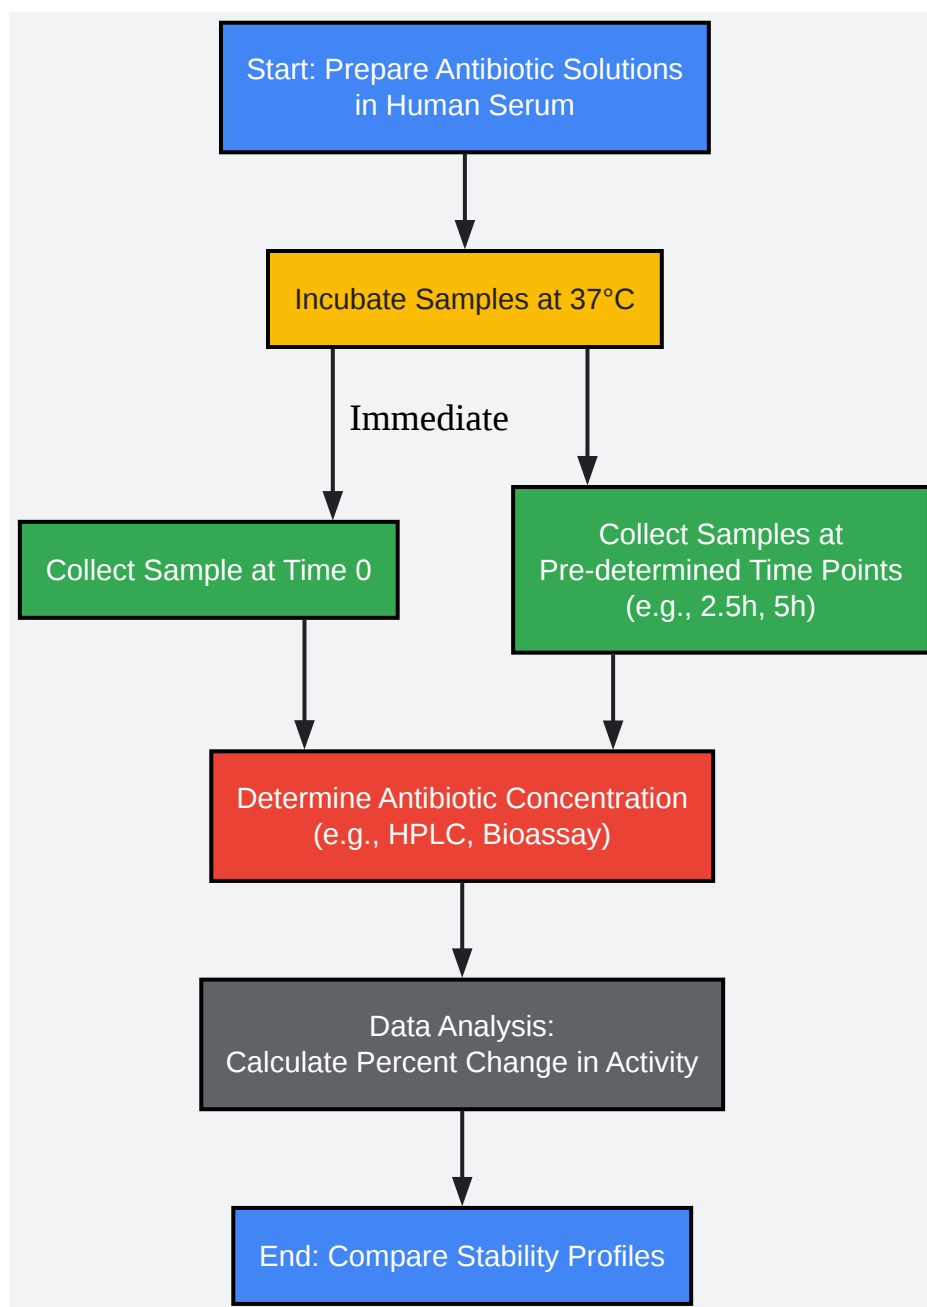 Start: Prepare Antibiotic Solutions
in Human Serum
Incubate Samples at 37°C
Immediate
Collect Sample at Time 0
Collect Samples at
Pre-determined Time Points
(e.g., 2.5h, 5h)
Determine Antibiotic Concentration
(e.g., HPLC, Bioassay)
Data Analysis:
Calculate Percent Change in Activity
End: Compare Stability Profiles